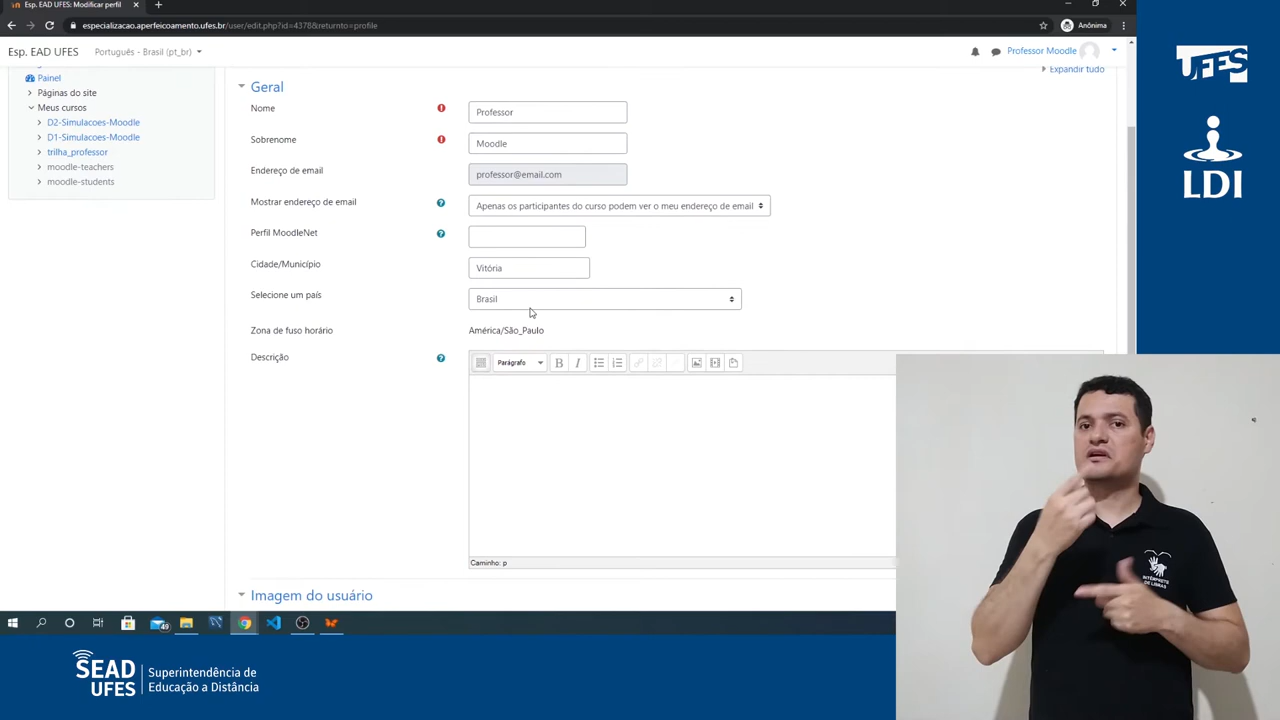 Esp. EAD UFES: Modificar perfil
especializacao.aperfeicoamento.ufes.br/user/edit.php?id=4378&returnto=profile
Anônima
Esp. EAD UFES
Português - Brasil (pt_br)
Professor Moodle
Painel
Páginas do site
Meus cursos
D2-Simulacoes-Moodle
D1-Simulacoes-Moodle
trilha_professor
moodle-teachers
moodle-students
Expandir tudo
Geral
Nome
Professor
Sobrenome
Moodle
Endereço de email
professor@email.com
Mostrar endereço de email
Apenas os participantes do curso podem ver o meu endereço de email
Perfil MoodleNet
Cidade/Município
Vitória
Selecione um país
Brasil
Zona de fuso horário
América/São_Paulo
Descrição
Parágrafo
B
I
Caminho: p
Imagem do usuário
49
UFES
LDI
INTÉRPRETE
DE LIBRAS
SEAD
UFES
Superintendência de
Educação a Distância